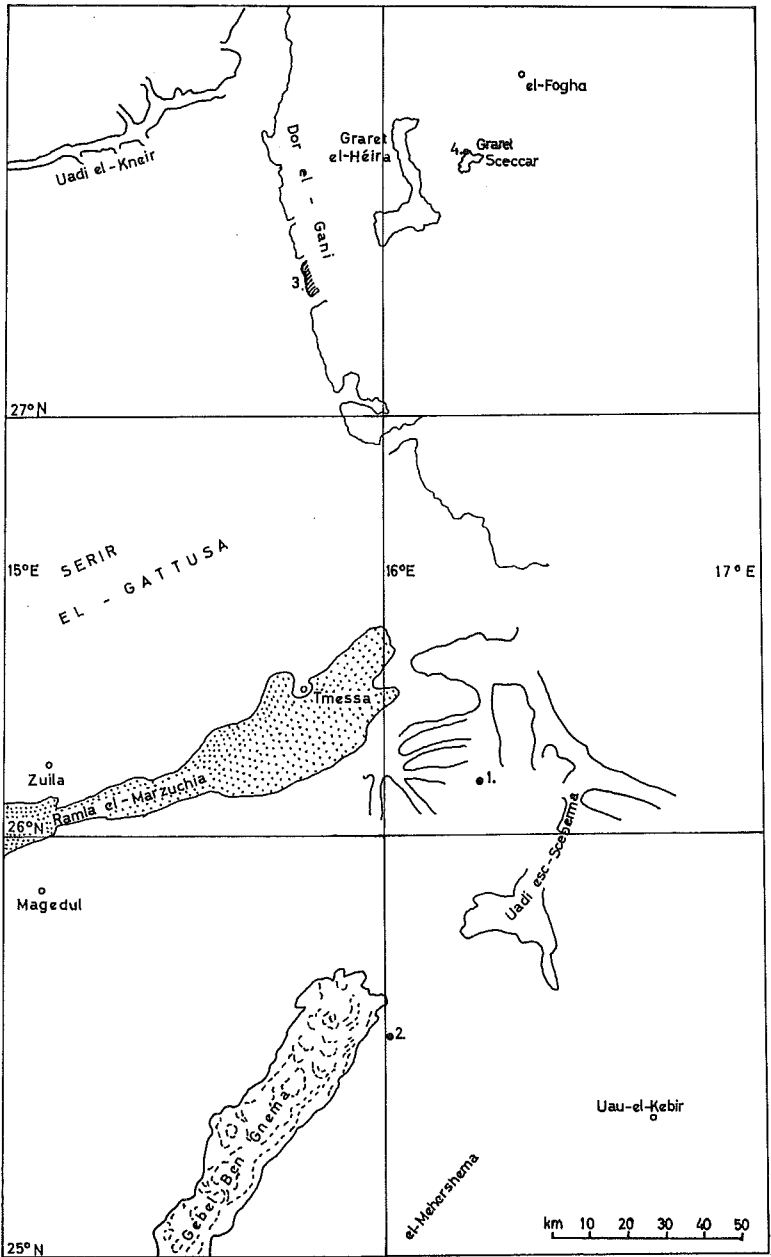 el-Fogha
Graret
el-Héira
4. Graret
Sceccar
Uadi el-Kneir
Dor el-Gani
3.
27°N
15°E
SERIR
EL - GATTUSA
16°E
17°E
Tmessa
Zuila
Ramla el-Marzuchia
1.
26°N
Magedul
Uadi esc-Sceberma
2.
Gebel Ben Gnema
Uau-el-Kebir
el-Mehershema
km 10 20 30 40 50
25°N